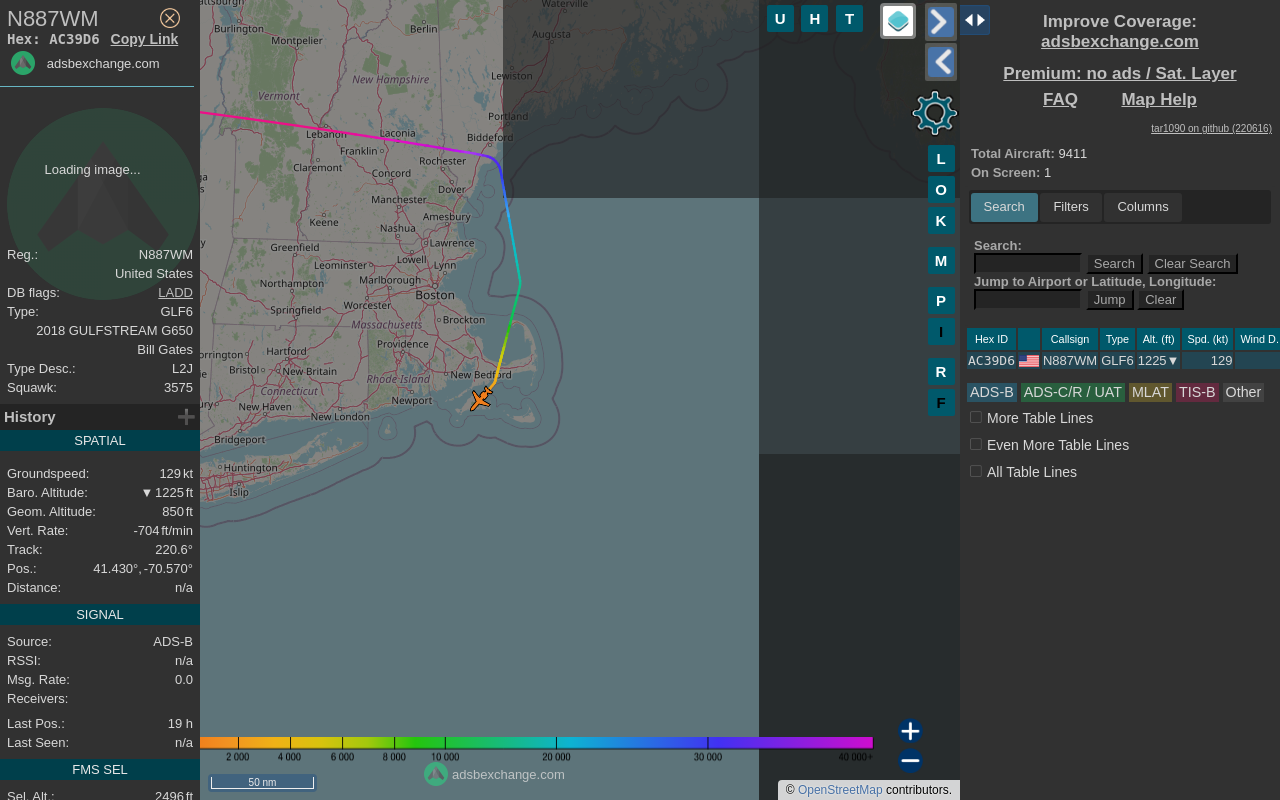 N887WM
Hex: AC39D6 Copy Link
adsbexchange.com
Loading image...
Reg.: N887WM
United States
DB flags: LADD
Type: GLF6
2018 GULFSTREAM G650
Bill Gates
Type Desc.: L2J
Squawk: 3575
History
SPATIAL
Groundspeed: 129 kt
Baro. Altitude: ▼ 1225 ft
Geom. Altitude: 850 ft
Vert. Rate: -704 ft/min
Track: 220.6°
Pos.: 41.430°, -70.570°
Distance: n/a
SIGNAL
Source: ADS-B
RSSI: n/a
Msg. Rate: 0.0
Receivers:
Last Pos.: 19 h
Last Seen: n/a
FMS SEL
Sel. Alt.: 2496 ft
Waterville
Burlington
Berlin
Montpelier
Augusta
Lewiston
New Hampshire
Vermont
Portland
Lebanon
Laconia
Biddeford
Franklin
Rochester
Claremont
Concord
Dover
Manchester
Amesbury
Keene
Nashua
Greenfield
Lawrence
Lowell
Leominster
Lynn
Northampton
Marlborough
Boston
Springfield
Worcester
Brockton
Massachusetts
Providence
Hartford
Bristol
New Britain
New Bedford
Rhode Island
Connecticut
Newport
New Haven
New London
Bridgeport
Huntington
Islip
U H T
L
O
K
M
P
I
R
F
2 000 4 000 6 000 8 000 10 000 20 000 30 000 40 000+
adsbexchange.com
50 nm
© OpenStreetMap contributors.
Improve Coverage:
adsbexchange.com
Premium: no ads / Sat. Layer
FAQ Map Help
tar1090 on github (220616)
Total Aircraft: 9411
On Screen: 1
Search Filters Columns
Search:
Search Clear Search
Jump to Airport or Latitude, Longitude:
Jump Clear
Hex ID Callsign Type Alt. (ft) Spd. (kt) Wind D.
AC39D6 N887WM GLF6 1225▼ 129
ADS-B ADS-C/R / UAT MLAT TIS-B Other
More Table Lines
Even More Table Lines
All Table Lines